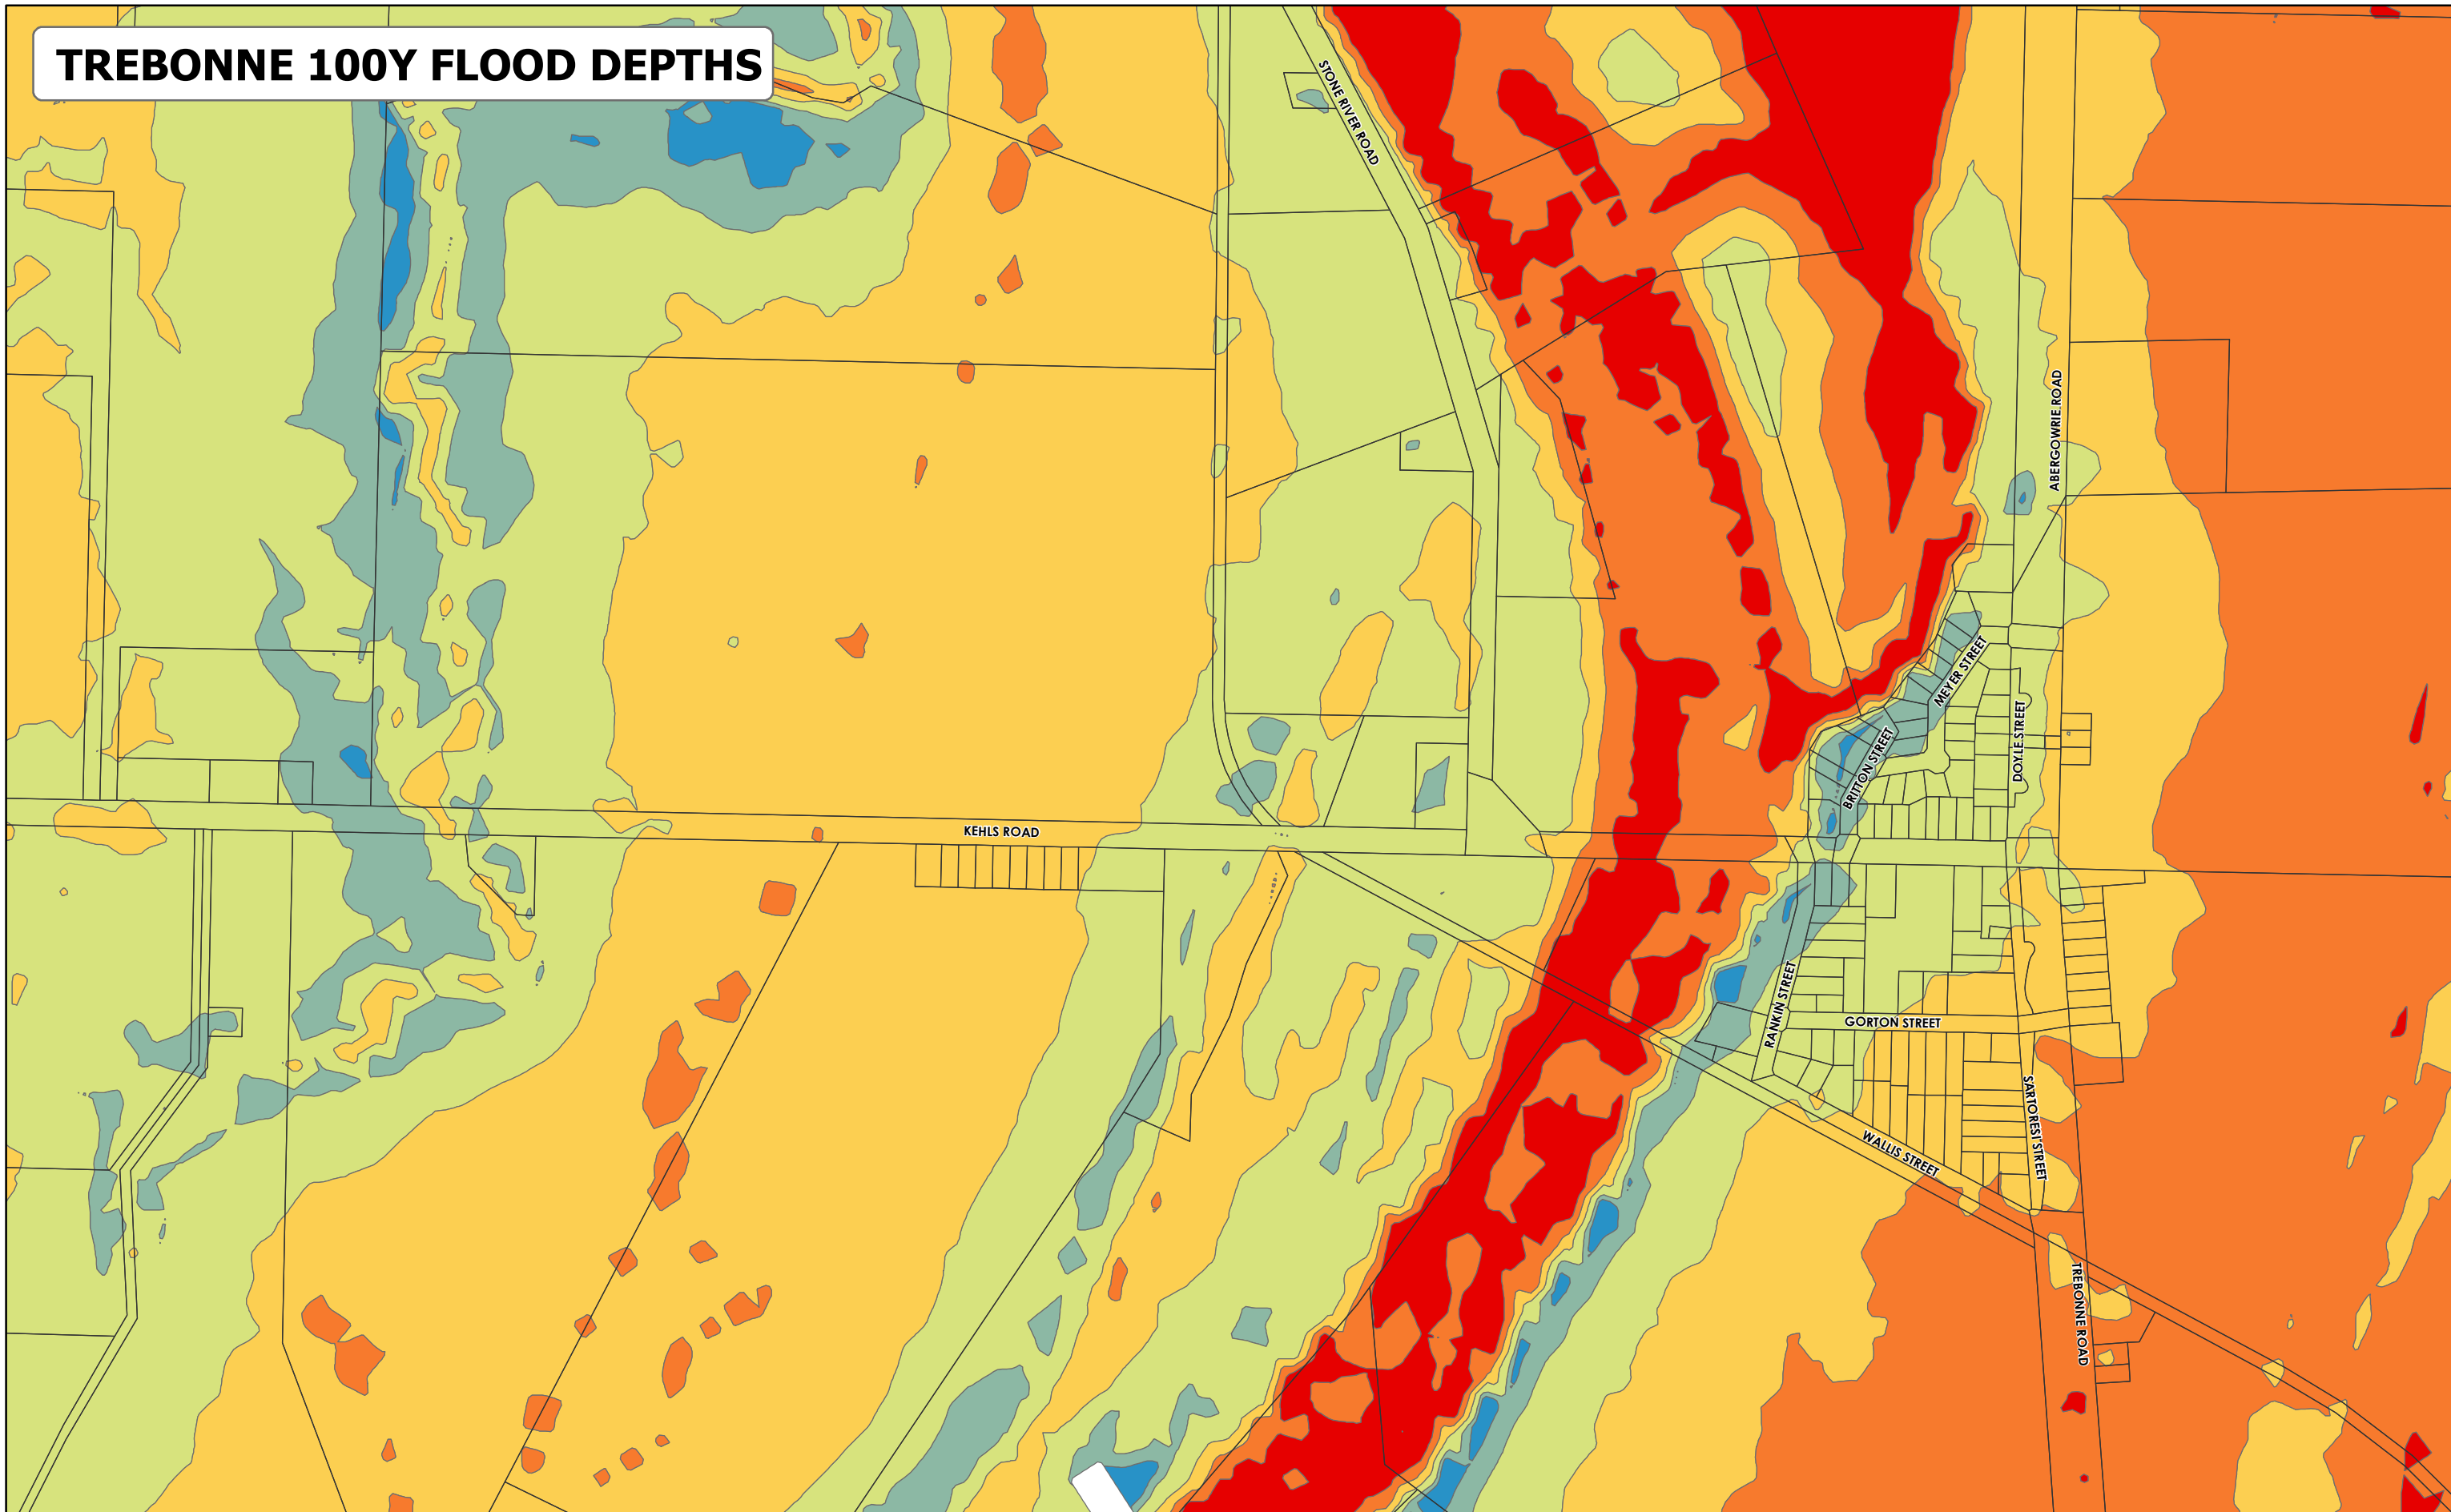 TREBONNE 100Y FLOOD DEPTHS
STONE RIVER ROAD
ABERGOWRIE ROAD
MEYER STREET
DOYLE STREET
BRITTON STREET
KEHLS ROAD
RANKIN STREET
GORTON STREET
SARTORESI STREET
WALLIS STREET
TREBONNE ROAD